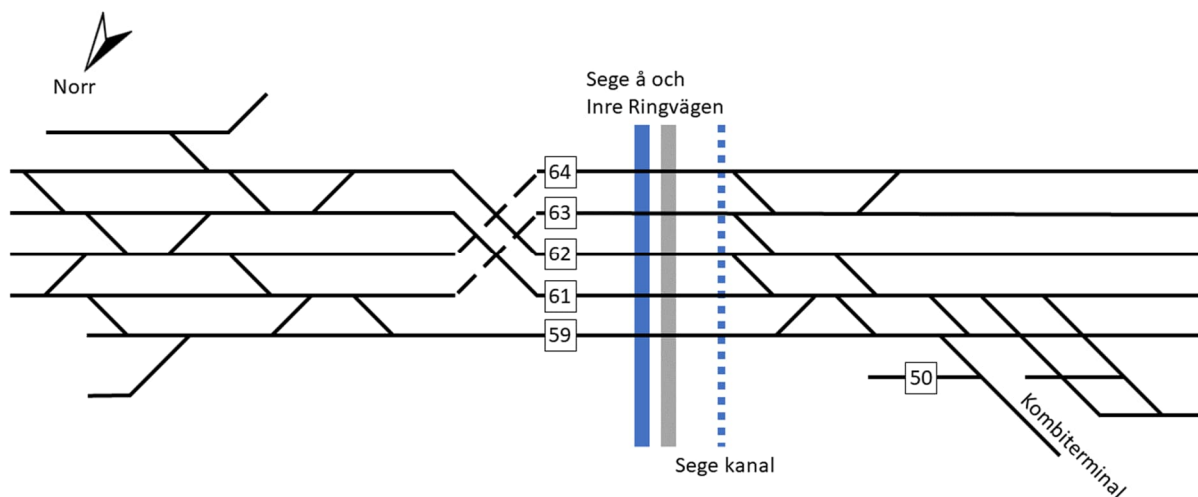 Norr
Sege å och
Inre Ringvägen
64
63
62
61
59
50
Kombiterminal
Sege kanal